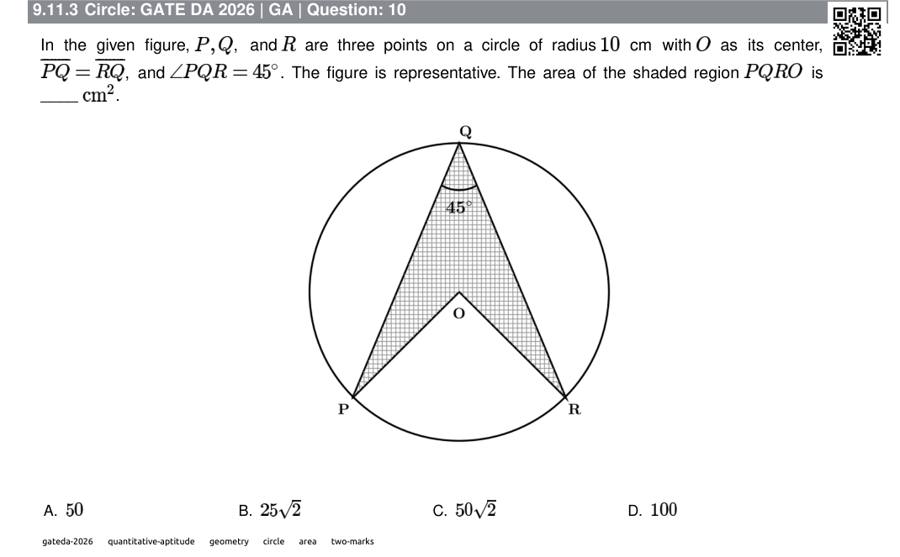 9.11.3 Circle: GATE DA 2026 | GA | Question: 10
In the given figure, P, Q, and R are three points on a circle of radius 10 cm with O as its center,
P̅Q̅ = R̅Q̅, and ∠PQR = 45°. The figure is representative. The area of the shaded region PQRO is
____ cm².
Q
45°
O
P
R
A. 50
B. 25√2
C. 50√2
D. 100
gateda-2026 quantitative-aptitude geometry circle area two-marks